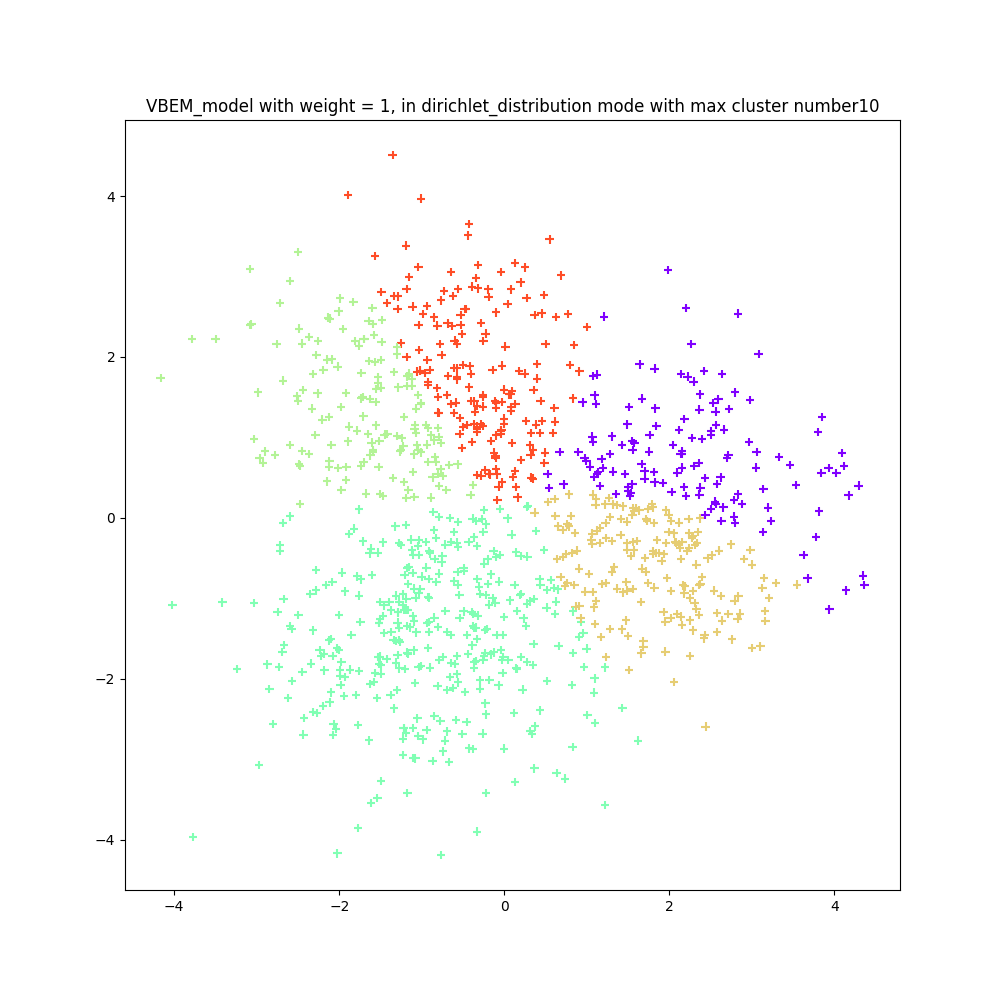 VBEM_model with weight = 1, in dirichlet_distribution mode with max cluster number10
4
2
0
−2
−4
−4 −2 0 2 4